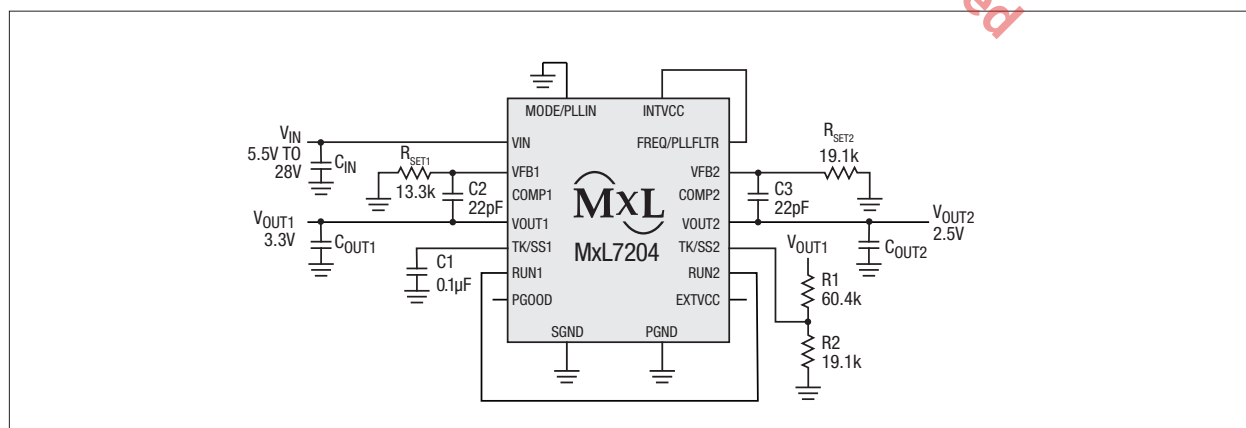 ed
MODE/PLLIN
INTVCC
VIN
5.5V TO
28V
CIN
VIN
FREQ/PLLFLTR
RSET1
13.3k
VFB1
VFB2
RSET2
19.1k
C2
22pF
COMP1
COMP2
C3
22pF
MXL
MxL7204
VOUT1
3.3V
VOUT1
VOUT2
VOUT2
2.5V
COUT1
COUT2
C1
0.1µF
TK/SS1
TK/SS2
VOUT1
RUN1
RUN2
R1
60.4k
PGOOD
EXTVCC
SGND
PGND
R2
19.1k